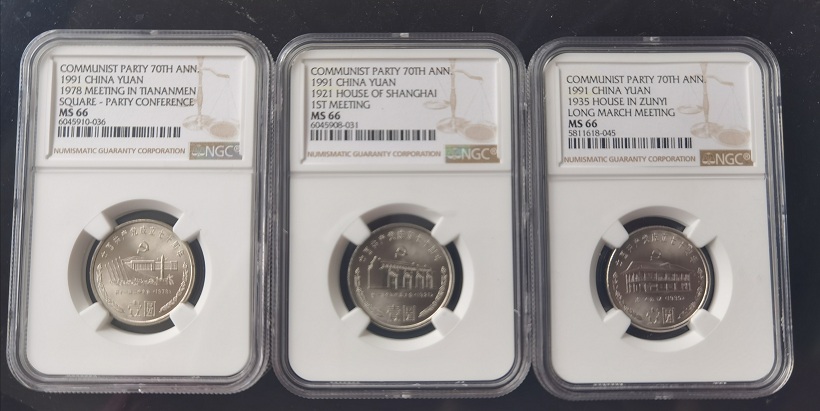 COMMUNIST PARTY 70TH ANN.
1991 CHINA YUAN
1978 MEETING IN TIANANMEN
SQUARE - PARTY CONFERENCE
MS 66
6045910-036
NUMISMATIC GUARANTY CORPORATION
NGC
COMMUNIST PARTY 70TH ANN
1991 CHINA YUAN
1921 HOUSE OF SHANGHAI
1ST MEETING
MS 66
6045908-031
NUMISMATIC GUARANTY CORPORATION
NGC
COMMUNIST PARTY 70TH ANN
1991 CHINA YUAN
1935 HOUSE IN ZUNYI
LONG MARCH MEETING
MS 66
5811618-045
NUMISMATIC GUARANTY CORPORATION
NGC